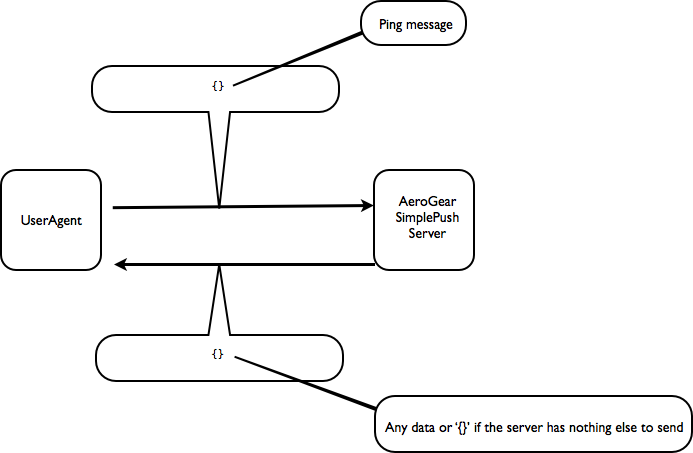 Ping message
{}
UserAgent
AeroGear
SimplePush
Server
{}
Any data or '{}' if the server has nothing else to send